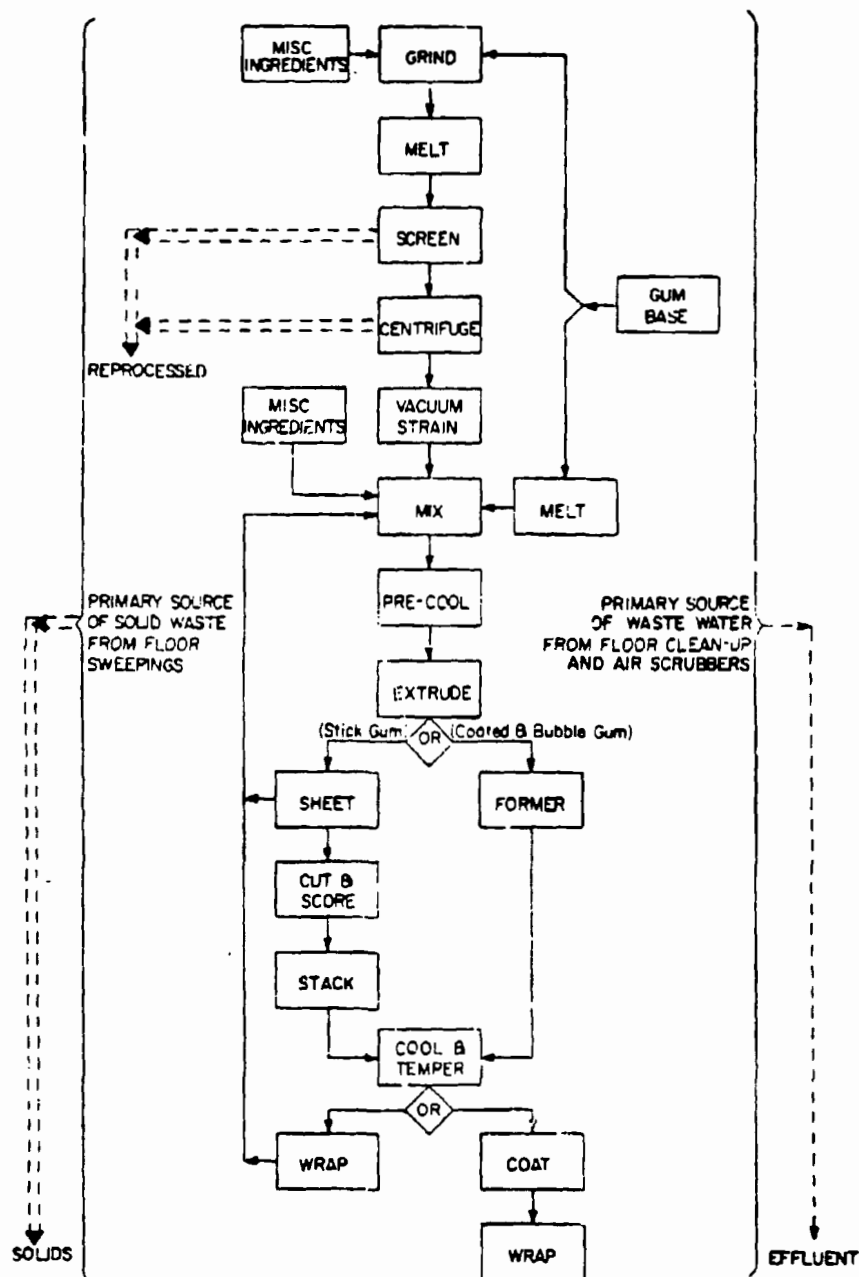 MISC
INGREDIENTS
GRIND
MELT
SCREEN
CENTRIFUGE
GUM
BASE
REPROCESSED
MISC
INGREDIENTS
VACUUM
STRAIN
MIX
MELT
PRE-COOL
PRIMARY SOURCE
OF SOLID WASTE
FROM FLOOR
SWEEPINGS
PRIMARY SOURCE
OF WASTE WATER
FROM FLOOR CLEAN-UP
AND AIR SCRUBBERS
EXTRUDE
(Stick Gum) OR (Coated & Bubble Gum)
SHEET
FORMER
CUT &
SCORE
STACK
COOL &
TEMPER
OR
WRAP
COAT
WRAP
SOLIDS
EFFLUENT